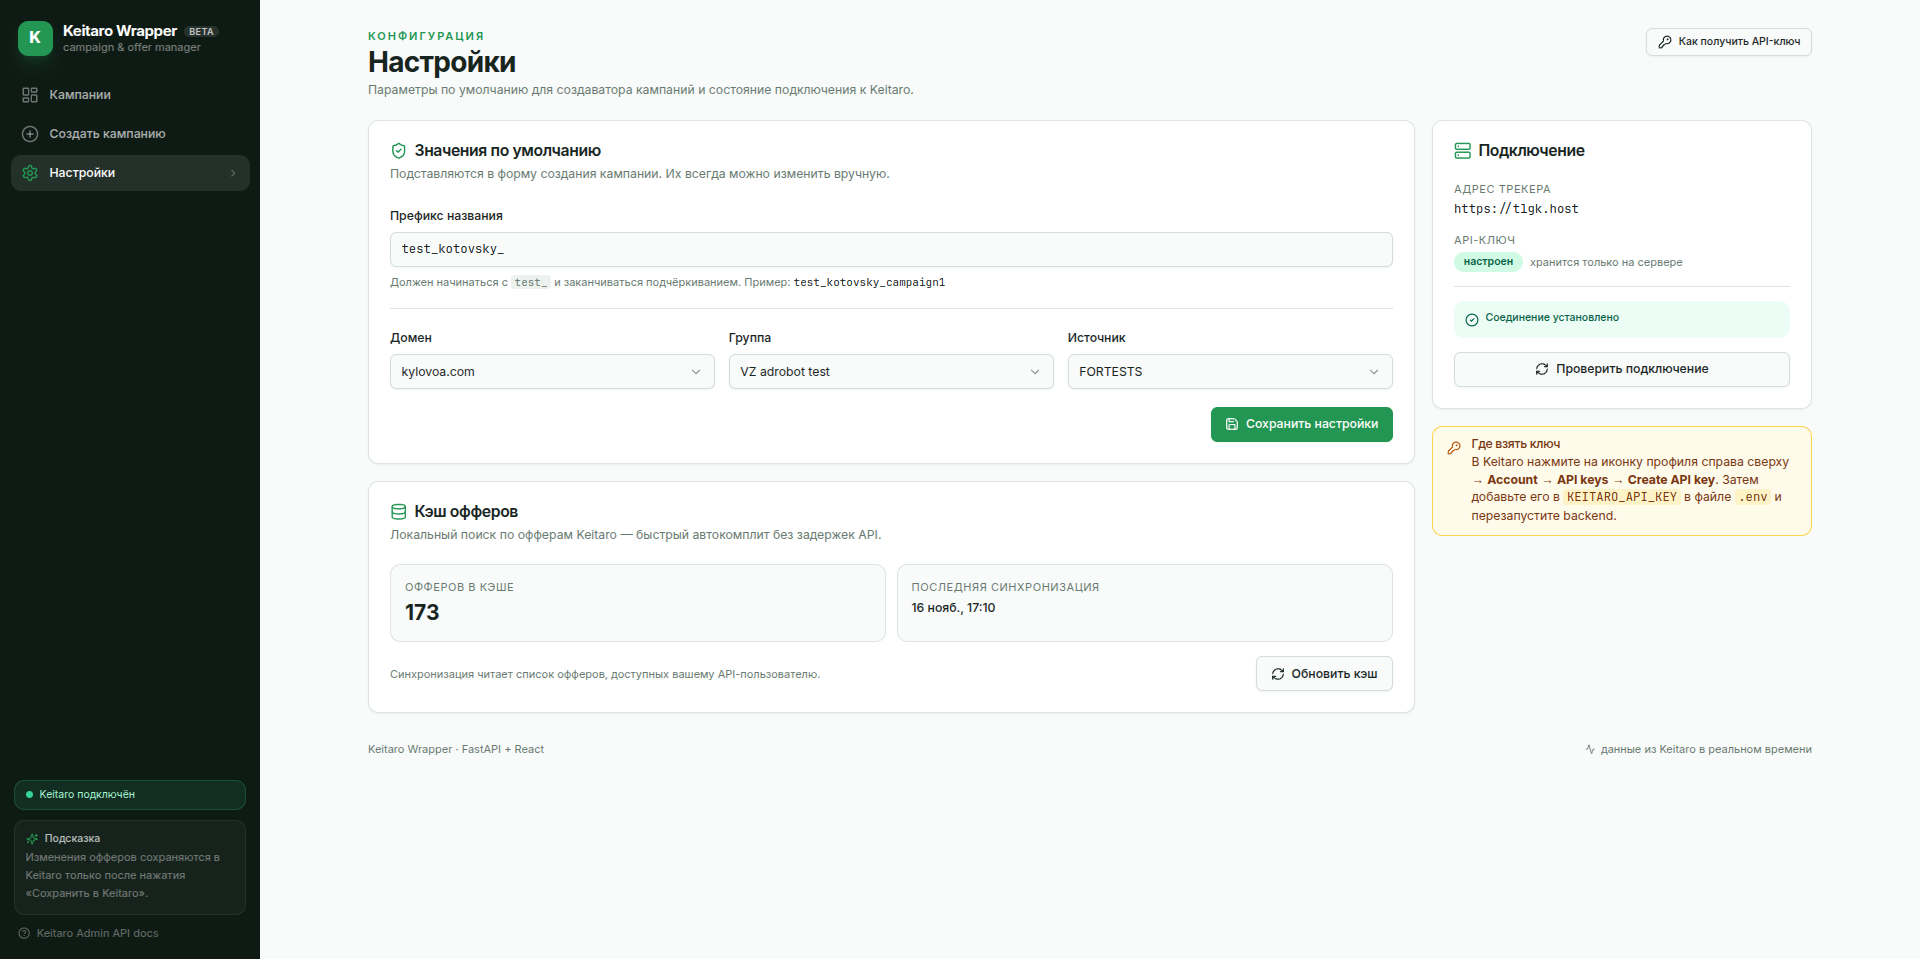 K
Keitaro Wrapper BETA
campaign & offer manager
Кампании
Создать кампанию
Настройки
Keitaro подключён
Подсказка
Изменения офферов сохраняются в
Keitaro только после нажатия
«Сохранить в Keitaro».
Keitaro Admin API docs
КОНФИГУРАЦИЯ
Настройки
Параметры по умолчанию для создаватора кампаний и состояние подключения к Keitaro.
Как получить API-ключ
Значения по умолчанию
Подставляются в форму создания кампании. Их всегда можно изменить вручную.
Префикс названия
test_kotovsky_
Должен начинаться с test_ и заканчиваться подчёркиванием. Пример: test_kotovsky_campaign1
Домен Группа Источник
kylovoa.com VZ adrobot test FORTESTS
Сохранить настройки
Кэш офферов
Локальный поиск по офферам Keitaro — быстрый автокомплит без задержек API.
ОФФЕРОВ В КЭШЕ
173
ПОСЛЕДНЯЯ СИНХРОНИЗАЦИЯ
16 нояб., 17:10
Синхронизация читает список офферов, доступных вашему API-пользователю.
Обновить кэш
Подключение
АДРЕС ТРЕКЕРА
https://tlgk.host
API-КЛЮЧ
настроен хранится только на сервере
Соединение установлено
Проверить подключение
Где взять ключ
В Keitaro нажмите на иконку профиля справа сверху
→ Account → API keys → Create API key. Затем
добавьте его в KEITARO_API_KEY в файле .env и
перезапустите backend.
Keitaro Wrapper · FastAPI + React
данные из Keitaro в реальном времени